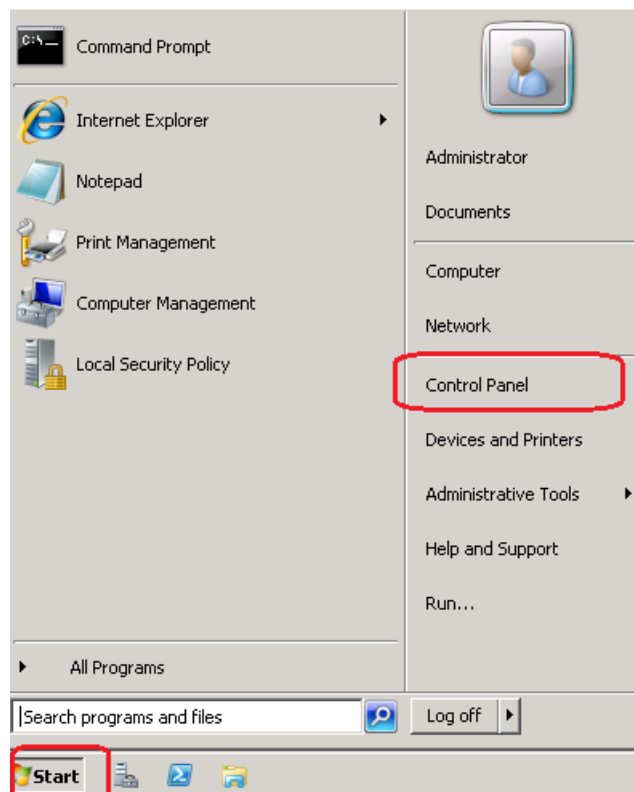 C:\_
Command Prompt
Internet Explorer
Notepad
Print Management
Computer Management
Local Security Policy
All Programs
Search programs and files
Administrator
Documents
Computer
Network
Control Panel
Devices and Printers
Administrative Tools
Help and Support
Run...
Log off
Start